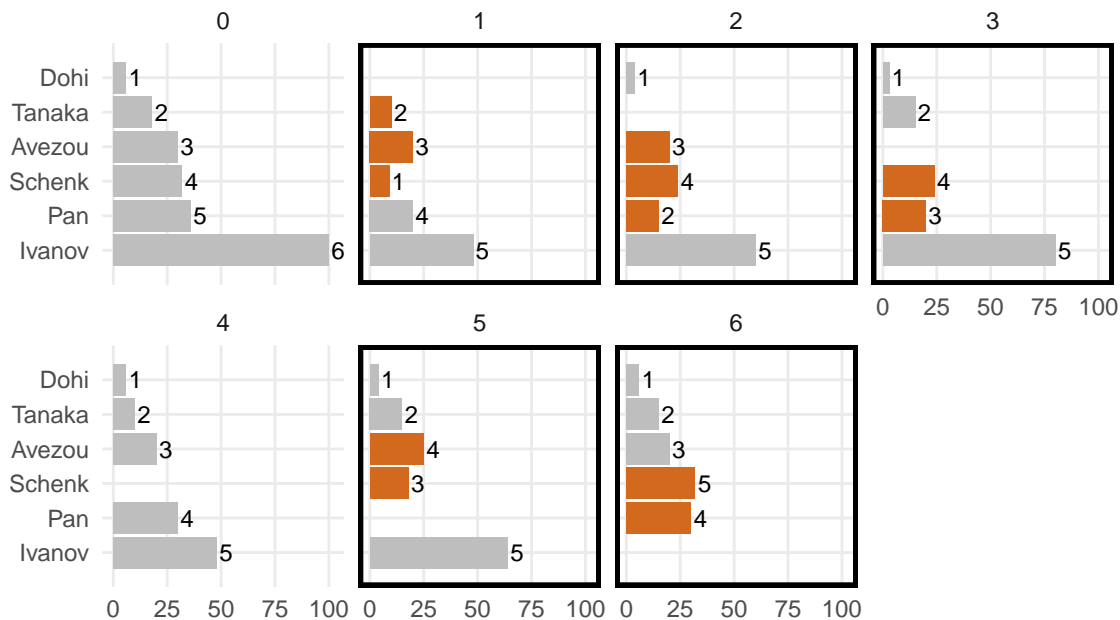 0 1 2 3
Dohi 1 1 1
Tanaka 2 2 2
Avezou 3 3 3
Schenk 4 1 4 4
Pan 5 4 2 3
Ivanov 6 5 5 5
0 25 50 75 100
4 5 6
Dohi 1 1 1
Tanaka 2 2 2
Avezou 3 4 3
Schenk 3 5
Pan 4 4
Ivanov 5 5
0 25 50 75 100 0 25 50 75 100 0 25 50 75 100